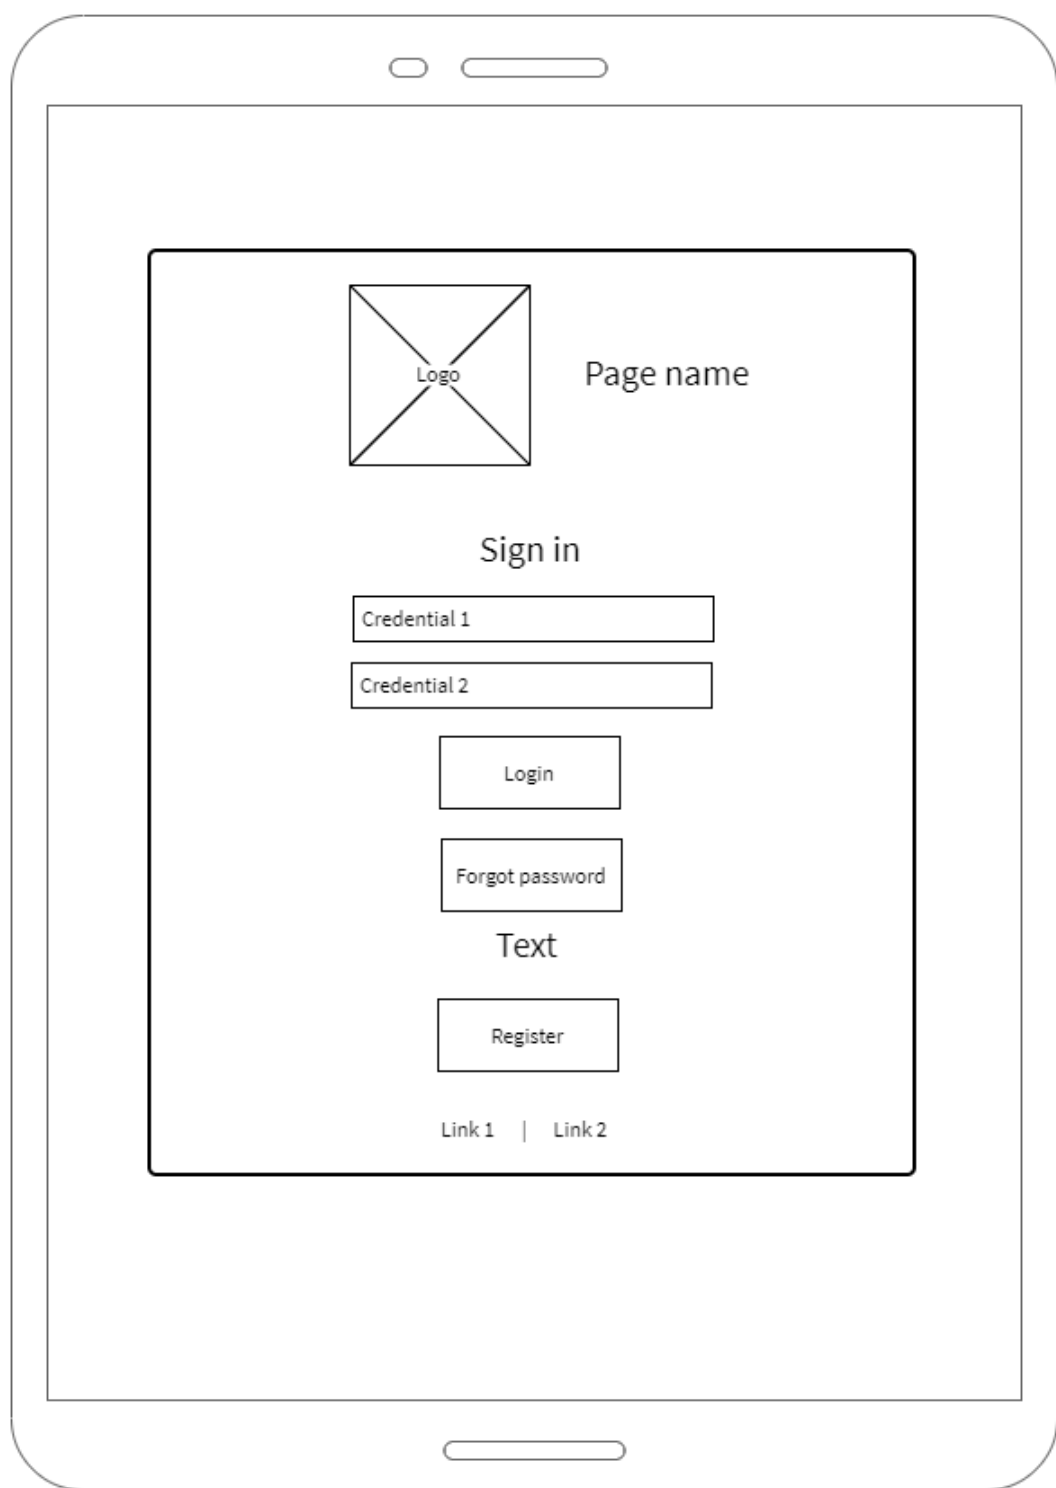 Logo
Page name
Sign in
Credential 1
Credential 2
Login
Forgot password
Text
Register
Link 1 | Link 2